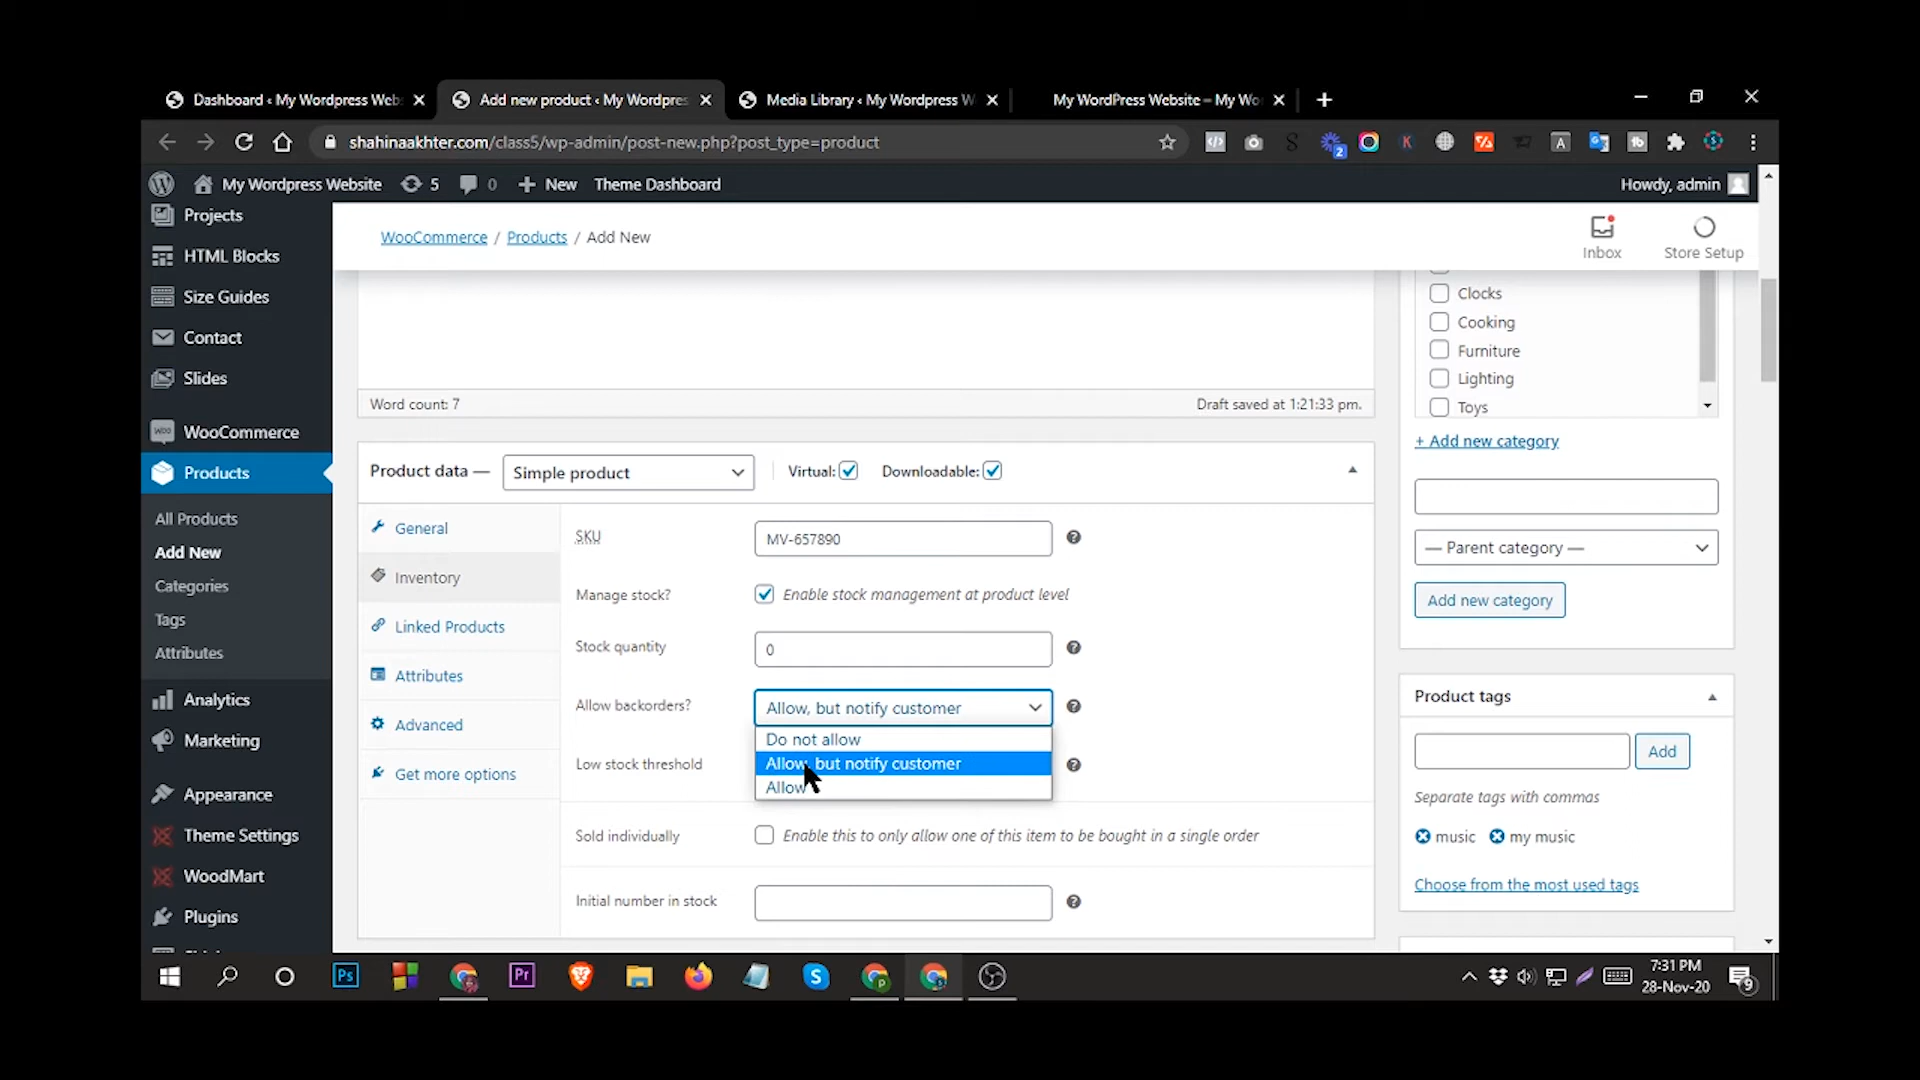 Dashboard ‹ My Wordpress Web
Add new product ‹ My Wordpres
Media Library ‹ My Wordpress W
My WordPress Website – My Wo
shahinaakhter.com/class5/wp-admin/post-new.php?post_type=product
My Wordpress Website
5
0
New
Theme Dashboard
Howdy, admin
Projects
HTML Blocks
Size Guides
Contact
Slides
WooCommerce
Products
All Products
Add New
Categories
Tags
Attributes
Analytics
Marketing
Appearance
Theme Settings
WoodMart
Plugins
WooCommerce / Products / Add New
Inbox
Store Setup
Word count: 7
Draft saved at 1:21:33 pm.
Product data —
Simple product
Virtual:
Downloadable:
General
Inventory
Linked Products
Attributes
Advanced
Get more options
SKU
MV-657890
Manage stock?
Enable stock management at product level
Stock quantity
0
Allow backorders?
Allow, but notify customer
Do not allow
Allow, but notify customer
Allow
Low stock threshold
Sold individually
Enable this to only allow one of this item to be bought in a single order
Initial number in stock
Clocks
Cooking
Furniture
Lighting
Toys
+ Add new category
— Parent category —
Add new category
Product tags
Add
Separate tags with commas
music
my music
Choose from the most used tags
Ps
Pr
7:31 PM
28-Nov-20
9